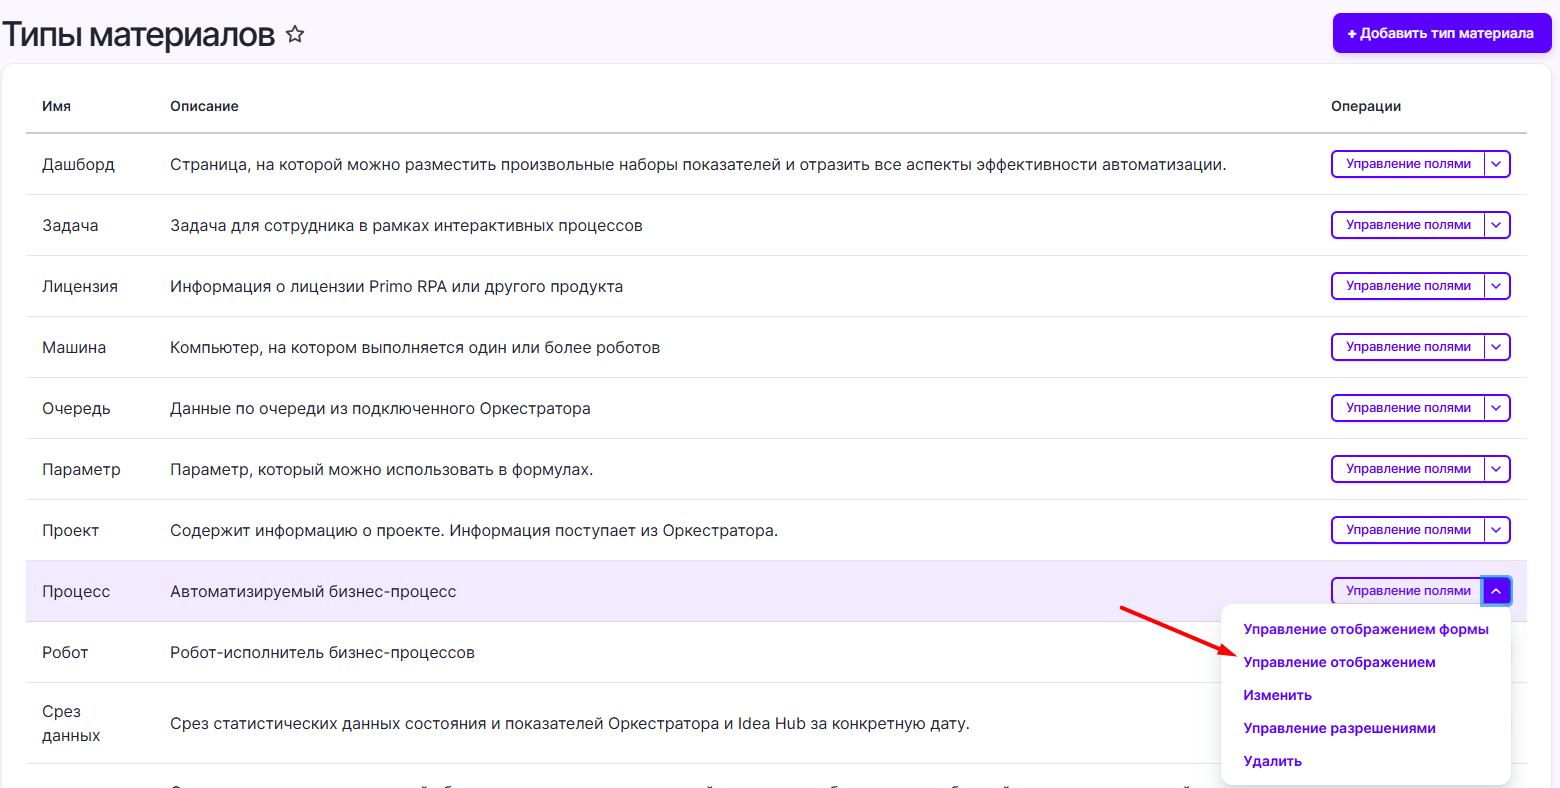 Типы материалов
+ Добавить тип материала
Имя Описание Операции
Дашборд Страница, на которой можно разместить произвольные наборы показателей и отразить все аспекты эффективности автоматизации. Управление полями
Задача Задача для сотрудника в рамках интерактивных процессов Управление полями
Лицензия Информация о лицензии Primo RPA или другого продукта Управление полями
Машина Компьютер, на котором выполняется один или более роботов Управление полями
Очередь Данные по очереди из подключенного Оркестратора Управление полями
Параметр Параметр, который можно использовать в формулах. Управление полями
Проект Содержит информацию о проекте. Информация поступает из Оркестратора. Управление полями
Процесс Автоматизируемый бизнес-процесс Управление полями
Управление отображением формы
Робот Робот-исполнитель бизнес-процессов Управление отображением
Изменить
Срез
данных Срез статистических данных состояния и показателей Оркестратора и Idea Hub за конкретную дату.
Управление разрешениями
Удалить